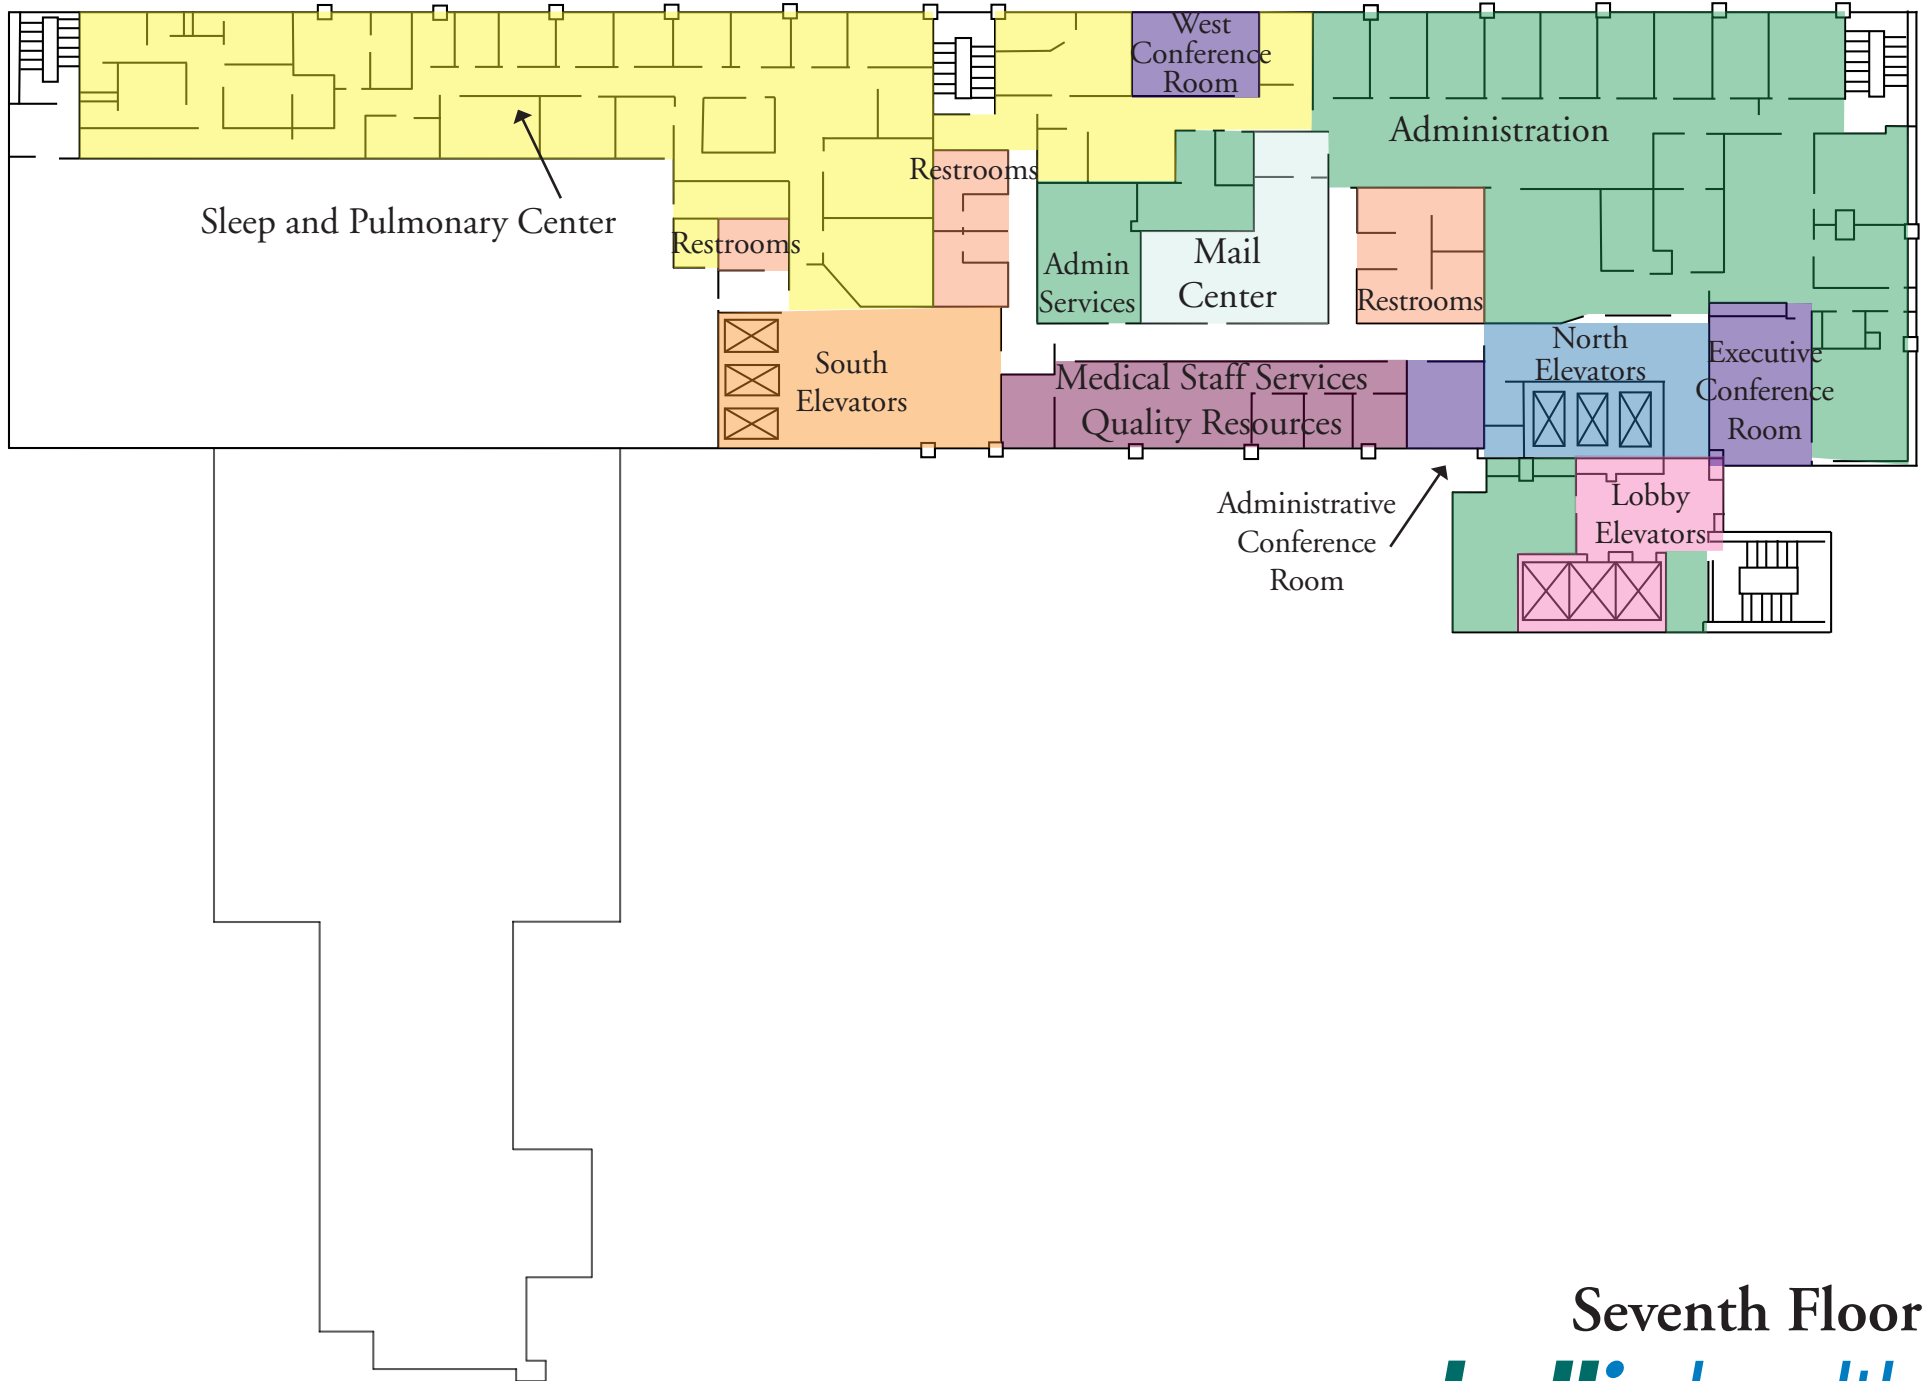 West
Conference
Room
Administration
Restrooms
Sleep and Pulmonary Center
Restrooms
Admin
Services
Mail
Center
Restrooms
South
Elevators
North
Elevators
Executive
Conference
Room
Medical Staff Services
Quality Resources
Administrative
Conference
Room
Lobby
Elevators
Seventh Floor